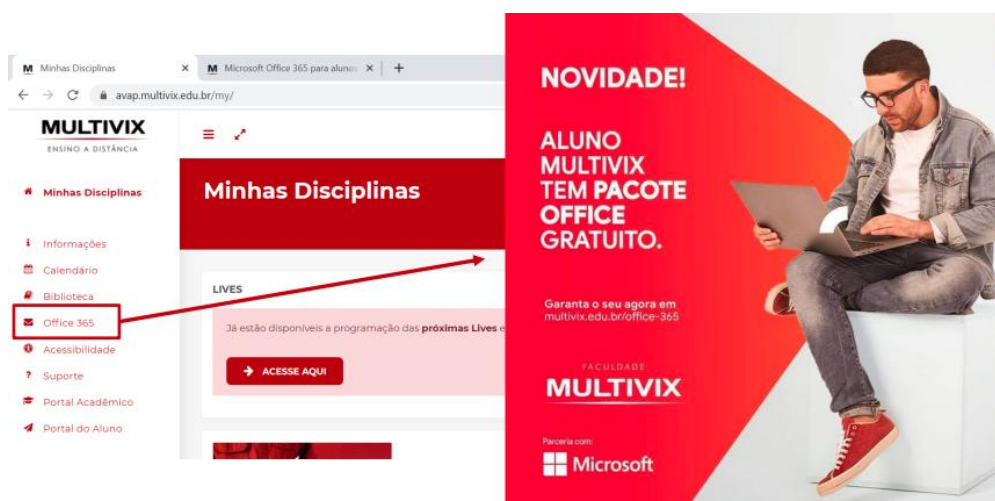 Minhas Disciplinas
Microsoft Office 365 para alunos
avap.multivix.edu.br/my/
MULTIVIX
ENSINO A DISTÂNCIA
Minhas Disciplinas
Informações
Calendário
Biblioteca
Office 365
Acessibilidade
Suporte
Portal Acadêmico
Portal do Aluno
Minhas Disciplinas
LIVES
Já estão disponíveis a programação das próximas Lives e
ACESSE AQUI
NOVIDADE!
ALUNO
MULTIVIX
TEM PACOTE
OFFICE
GRATUITO.
Garanta o seu agora em
multivix.edu.br/office-365
FACULDADE
MULTIVIX
Parceria com:
Microsoft